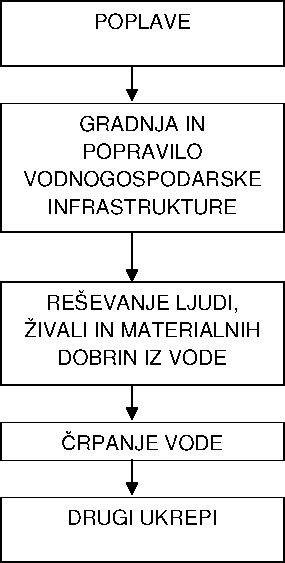 POPLAVE
GRADNJA IN
POPRAVILO
VODNOGOSPODARSKE
INFRASTRUKTURE
REŠEVANJE LJUDI,
ŽIVALI IN MATERIALNIH
DOBRIN IZ VODE
ČRPANJE VODE
DRUGI UKREPI